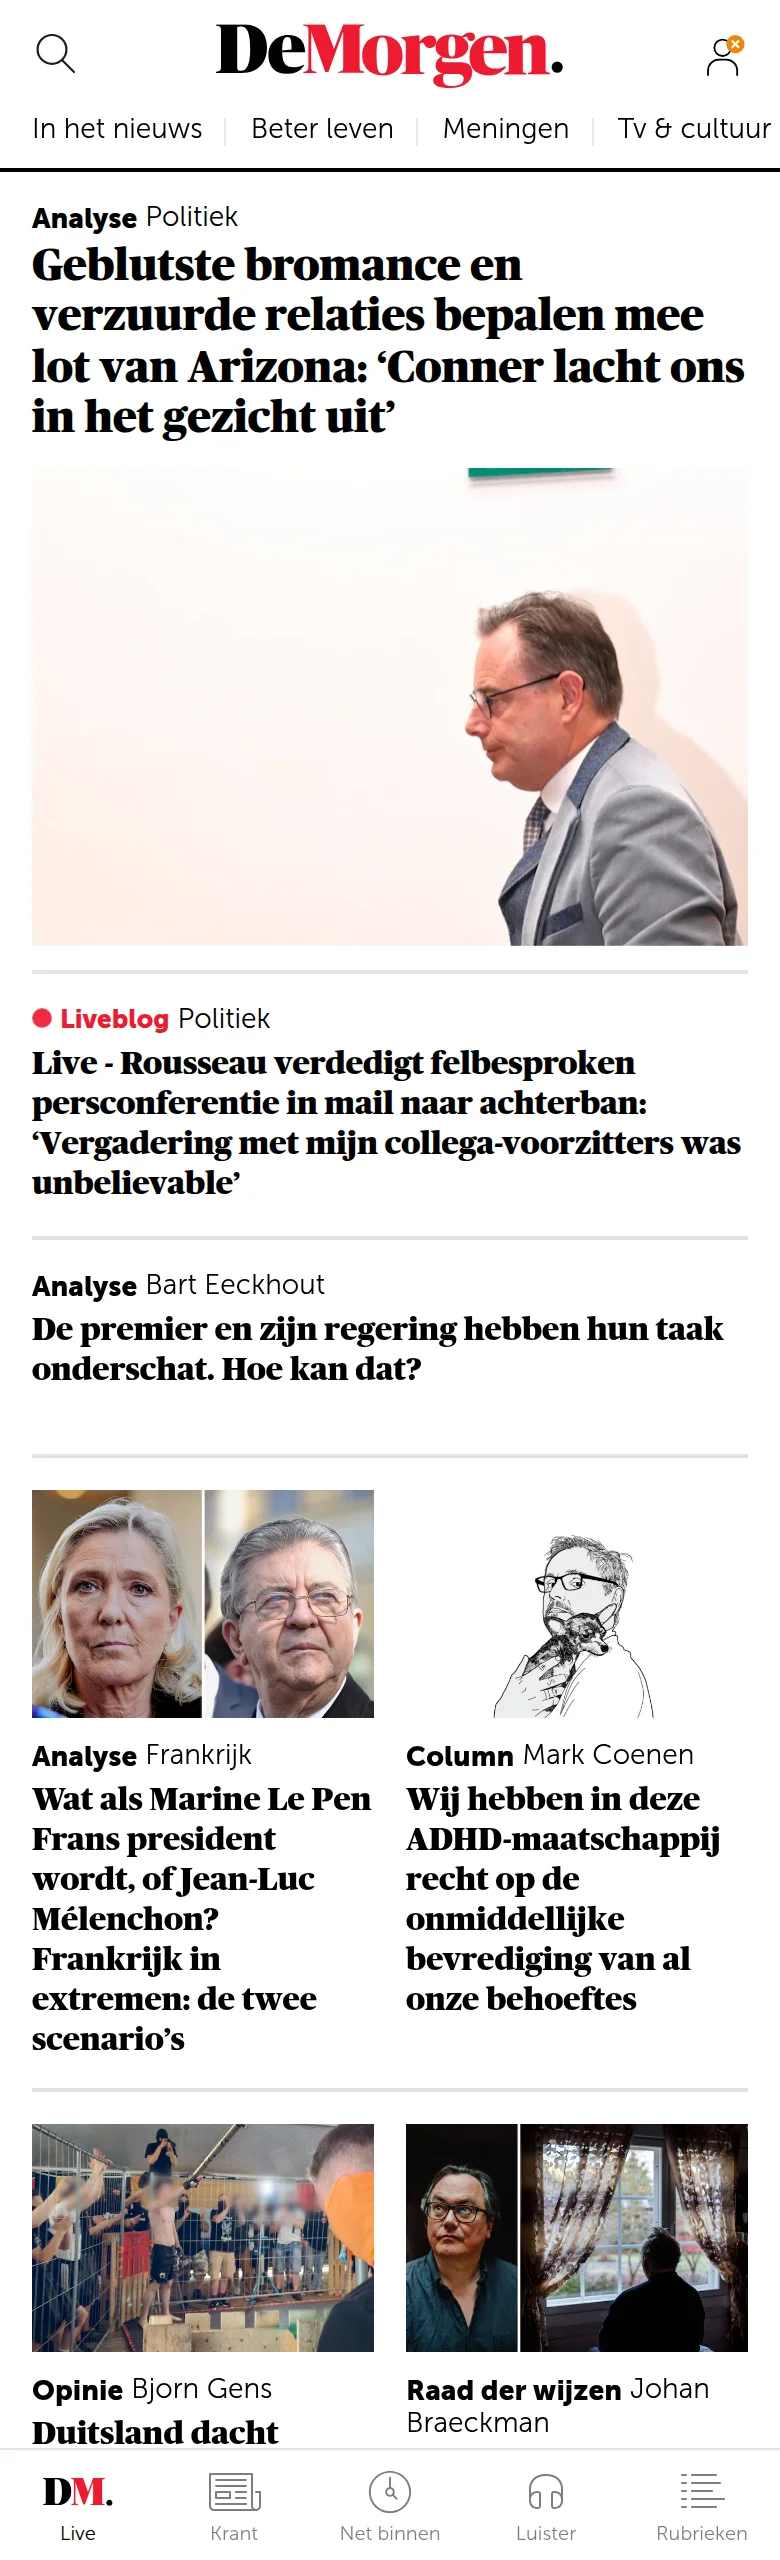 DeMorgen.
In het nieuws
Beter leven
Meningen
Tv & cultuur
Analyse Politiek
Geblutste bromance en
verzuurde relaties bepalen mee
lot van Arizona: ‘Conner lacht ons
in het gezicht uit’
Liveblog Politiek
Live - Rousseau verdedigt felbesproken
persconferentie in mail naar achterban:
‘Vergadering met mijn collega-voorzitters was
unbelievable’
Analyse Bart Eeckhout
De premier en zijn regering hebben hun taak
onderschat. Hoe kan dat?
Analyse Frankrijk
Wat als Marine Le Pen
Frans president
wordt, of Jean-Luc
Mélenchon?
Frankrijk in
extremen: de twee
scenario’s
Column Mark Coenen
Wij hebben in deze
ADHD-maatschappij
recht op de
onmiddellijke
bevrediging van al
onze behoeftes
Opinie Bjorn Gens
Duitsland dacht
Raad der wijzen Johan
Braeckman
DM.
Live
Krant
Net binnen
Luister
Rubrieken